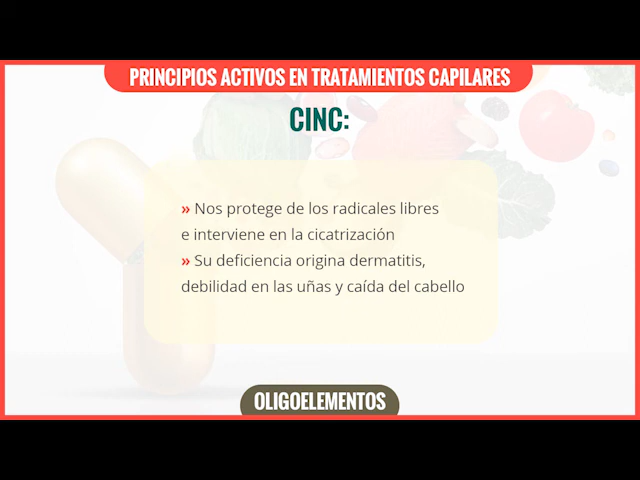 PRINCIPIOS ACTIVOS EN TRATAMIENTOS CAPILARES
CINC:
» Nos protege de los radicales libres
e interviene en la cicatrización
» Su deficiencia origina dermatitis,
debilidad en las uñas y caída del cabello
OLIGOELEMENTOS